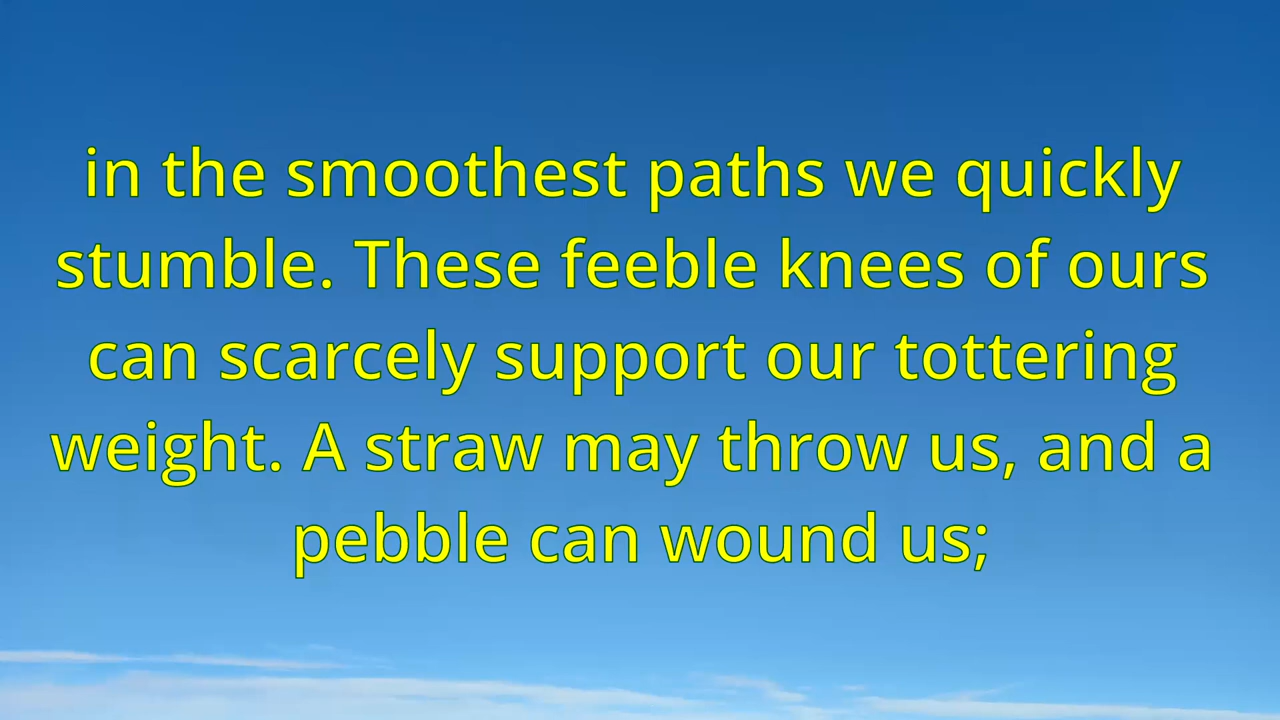 in the smoothest paths we quickly
stumble. These feeble knees of ours
can scarcely support our tottering
weight. A straw may throw us, and a
pebble can wound us;